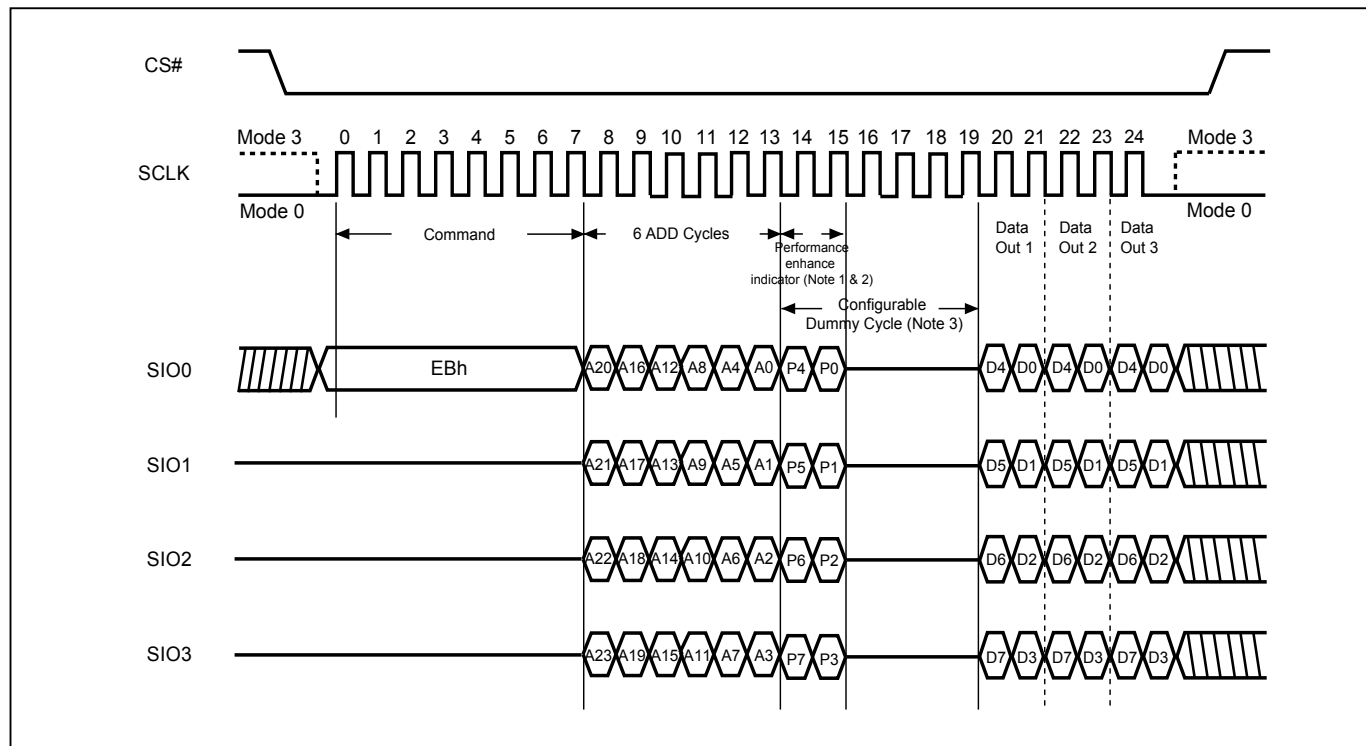 CS#
Mode 3 0 1 2 3 4 5 6 7 8 9 10 11 12 13 14 15 16 17 18 19 20 21 22 23 24 Mode 3
SCLK
Mode 0 Mode 0
Command 6 ADD Cycles Data Out 1 Data Out 2 Data Out 3
Performance enhance indicator (Note 1 & 2)
Configurable
Dummy Cycle (Note 3)
SIO0 EBh A20 A16 A12 A8 A4 A0 P4 P0 D4 D0 D4 D0 D4 D0
SIO1 A21 A17 A13 A9 A5 A1 P5 P1 D5 D1 D5 D1 D5 D1
SIO2 A22 A18 A14 A10 A6 A2 P6 P2 D6 D2 D6 D2 D6 D2
SIO3 A23 A19 A15 A11 A7 A3 P7 P3 D7 D3 D7 D3 D7 D3